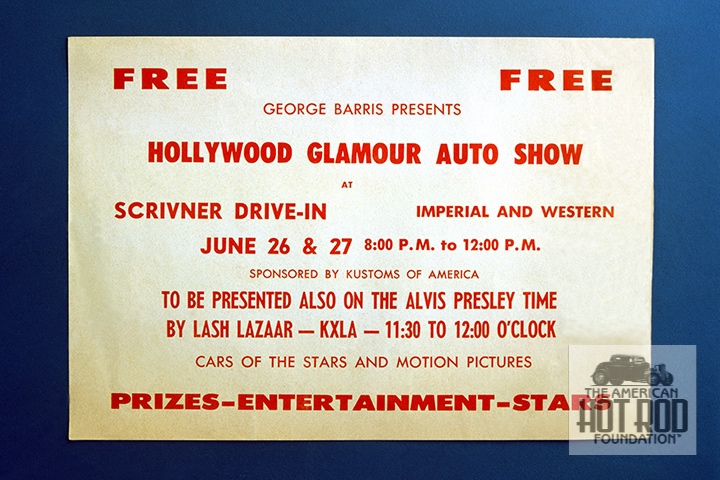 FREE FREE
GEORGE BARRIS PRESENTS
HOLLYWOOD GLAMOUR AUTO SHOW
AT
SCRIVNER DRIVE-IN IMPERIAL AND WESTERN
JUNE 26 & 27 8:00 P.M. to 12:00 P.M.
SPONSORED BY KUSTOMS OF AMERICA
TO BE PRESENTED ALSO ON THE ALVIS PRESLEY TIME
BY LASH LAZAAR — KXLA — 11:30 TO 12:00 O'CLOCK
CARS OF THE STARS AND MOTION PICTURES
PRIZES–ENTERTAINMENT–STARS
THE AMERICAN
HOT ROD
FOUNDATION™